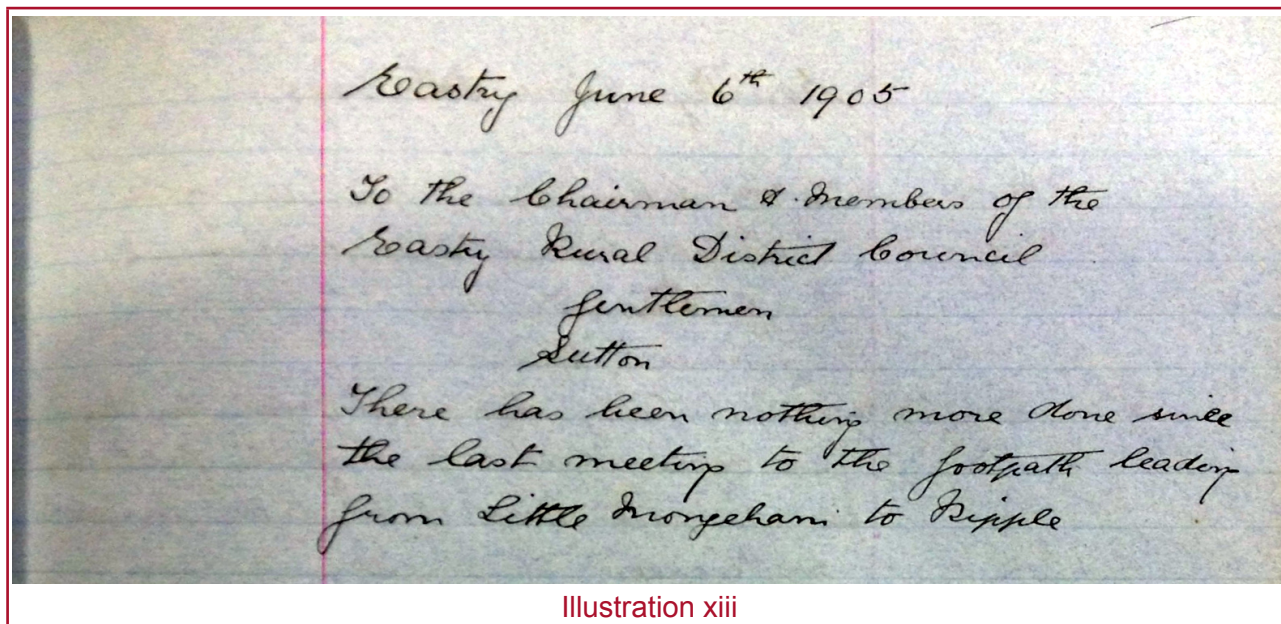 Eastry June 6th 1905
To the Chairman & Members of the
Eastry Rural District Council
Gentlemen
Sutton
There has been nothing more done since
the last meeting to the footpath leading
from Little Mongeham to Ripple
Illustration xiii